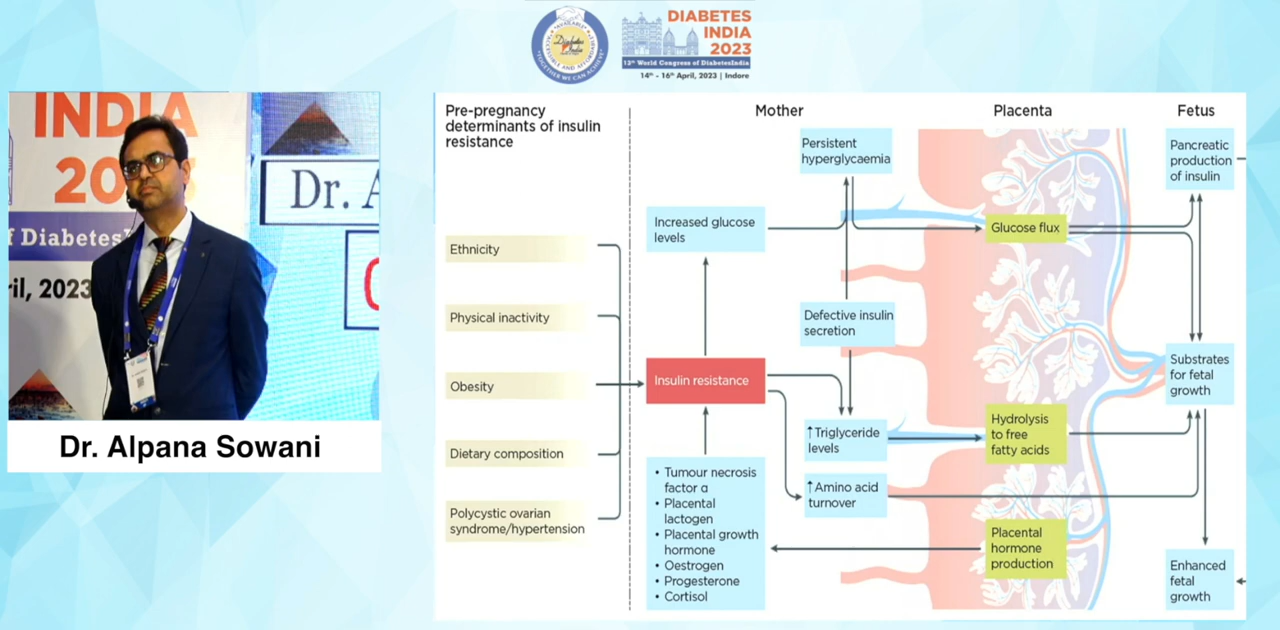 Diabetes
India
DIABETES
INDIA
2023
13th World Congress of DiabetesIndia
14th - 16th April, 2023 | Indore
INDIA
20
f Diabetes
ril, 2023
Dr. A
Dr. Alpana Sowani
Pre-pregnancy
determinants of insulin
resistance
Ethnicity
Physical inactivity
Obesity
Dietary composition
Polycystic ovarian
syndrome/hypertension
Mother
Persistent
hyperglycaemia
Increased glucose
levels
Defective insulin
secretion
Insulin resistance
↑Triglyceride
levels
↑Amino acid
turnover
• Tumour necrosis
factor α
• Placental
lactogen
• Placental growth
hormone
• Oestrogen
• Progesterone
• Cortisol
Placenta
Glucose flux
Hydrolysis
to free
fatty acids
Placental
hormone
production
Fetus
Pancreatic
production
of insulin
Substrates
for fetal
growth
Enhanced
fetal
growth